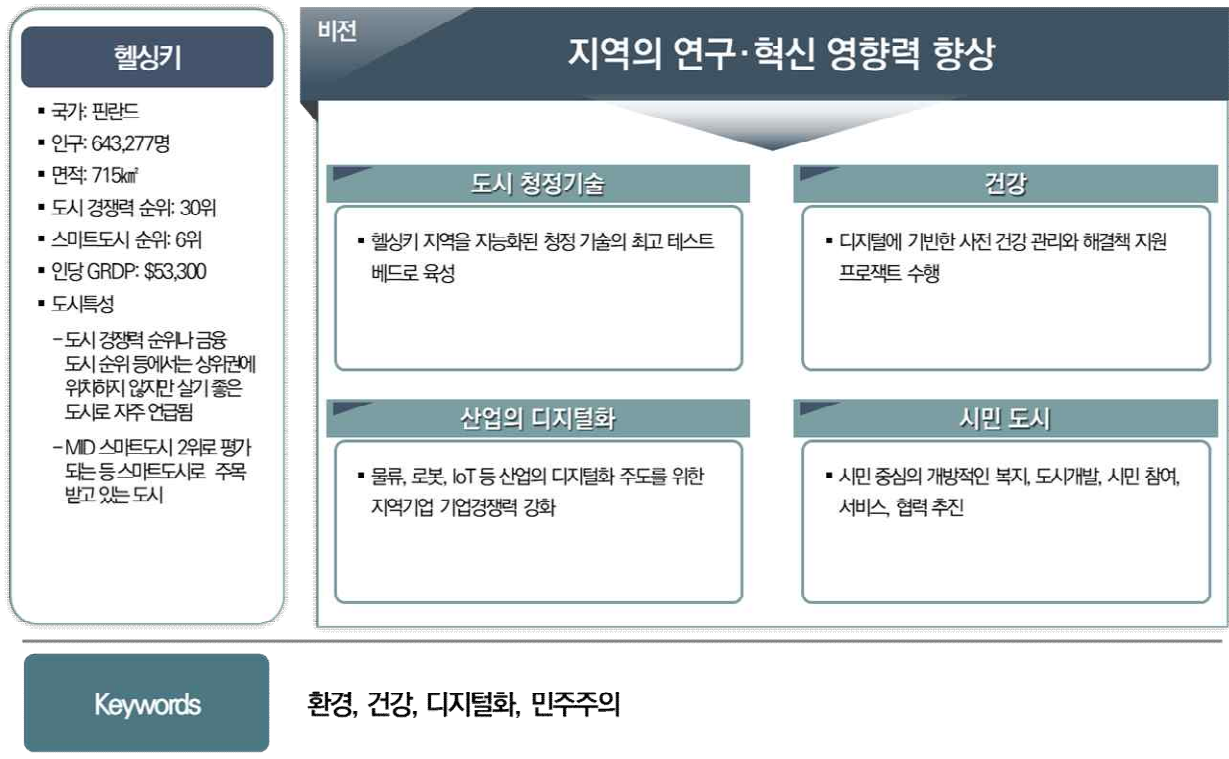 헬싱키
▪ 국가: 핀란드
▪ 인구: 643,277명
▪ 면적: 715㎢
▪ 도시 경쟁력 순위: 30위
▪ 스마트도시 순위: 6위
▪ 인당 GRDP: $53,300
▪ 도시특성
- 도시 경쟁력 순위나 금융
도시 순위 등에서는 상위권에
위치하지 않지만 살기 좋은
도시로 자주 언급됨
- MID 스마트도시 2위로 평가
되는 등 스마트도시로 주목
받고 있는 도시
비전
지역의 연구·혁신 영향력 향상
도시 청정기술
▪ 헬싱키 지역을 지능화된 청정 기술의 최고 테스트
베드로 육성
건강
▪ 디지털에 기반한 사전 건강 관리와 해결책 지원
프로잭트 수행
산업의 디지털화
▪ 물류, 로봇, IoT 등 산업의 디지털화 주도를 위한
지역기업 기업경쟁력 강화
시민 도시
▪ 시민 중심의 개방적인 복지, 도시개발, 시민 참여,
서비스, 협력 추진
Keywords
환경, 건강, 디지털화, 민주주의